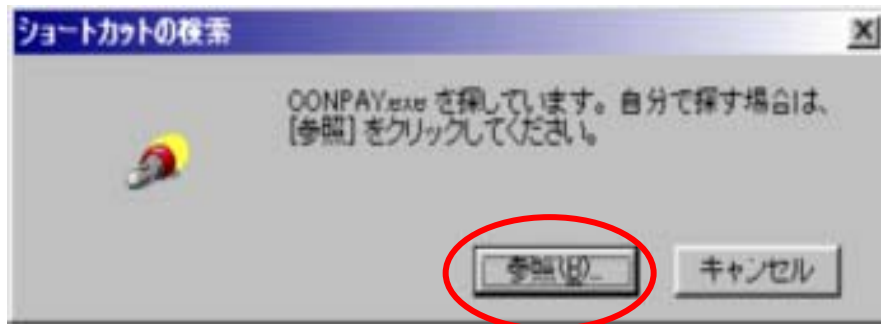 ショートカットの検索
OONPAY.exe を探しています。自分で探す場合は、
[参照] をクリックしてください。
参照(B)...
キャンセル